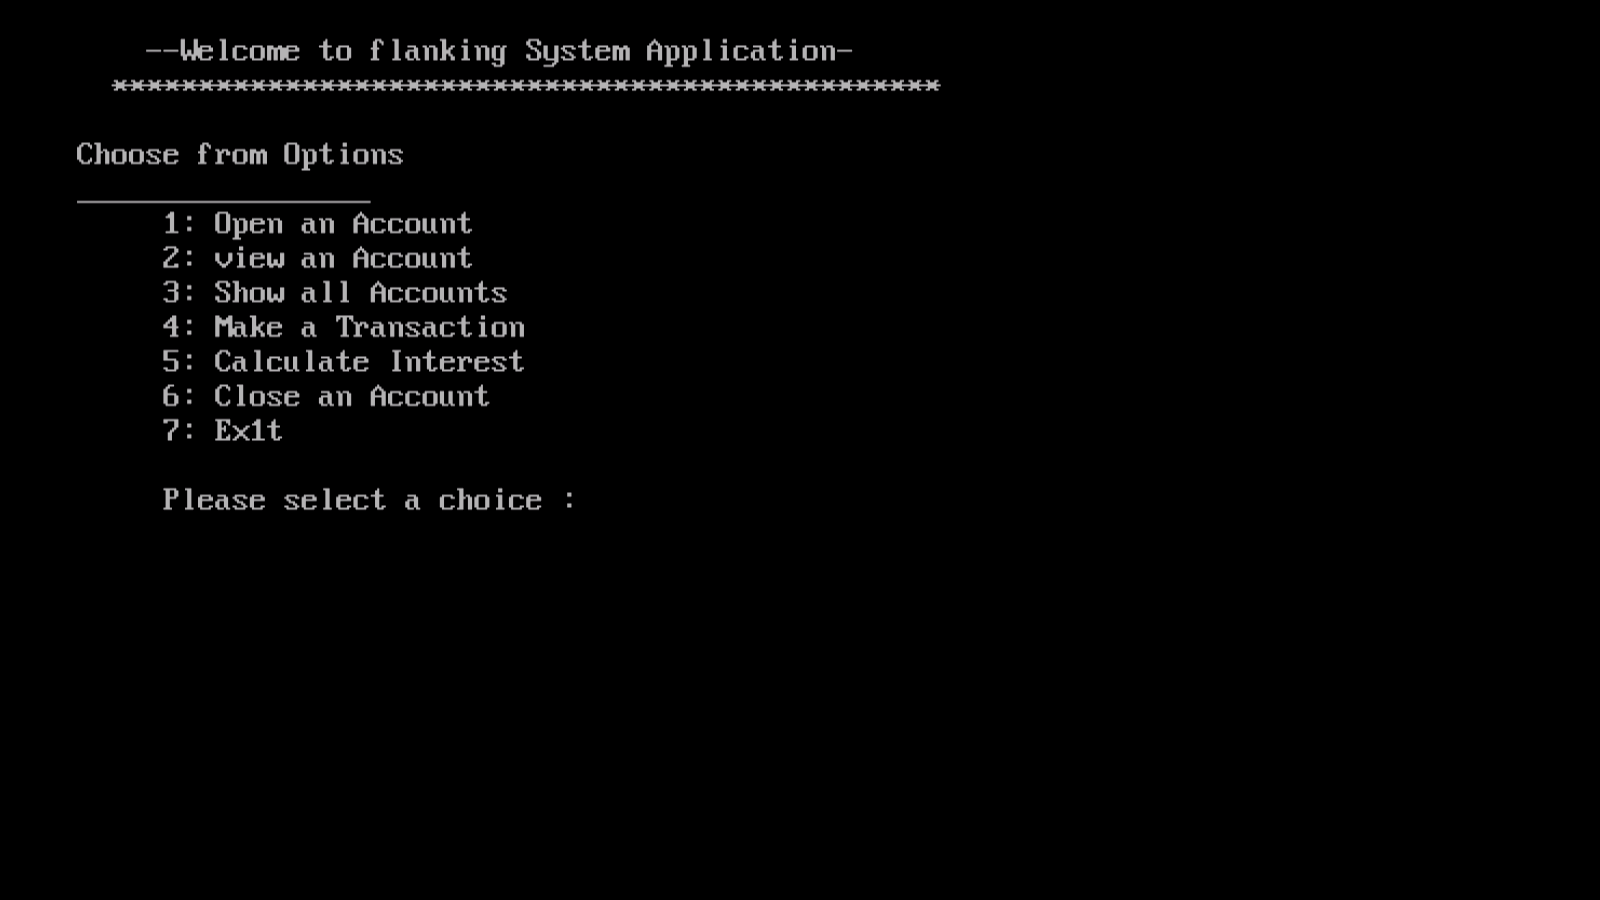 --Welcome to flanking System Application-
************************************************
Choose from Options
_________________
1: Open an Account
2: view an Account
3: Show all Accounts
4: Make a Transaction
5: Calculate Interest
6: Close an Account
7: Ex1t
Please select a choice :